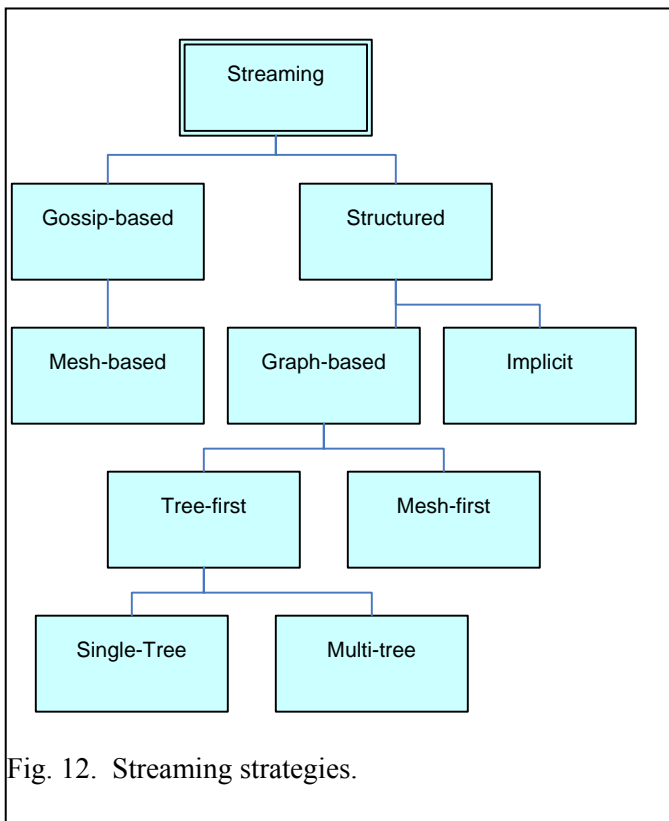 Streaming
Gossip-based
Structured
Mesh-based
Graph-based
Implicit
Tree-first
Mesh-first
Single-Tree
Multi-tree
Fig. 12. Streaming strategies.